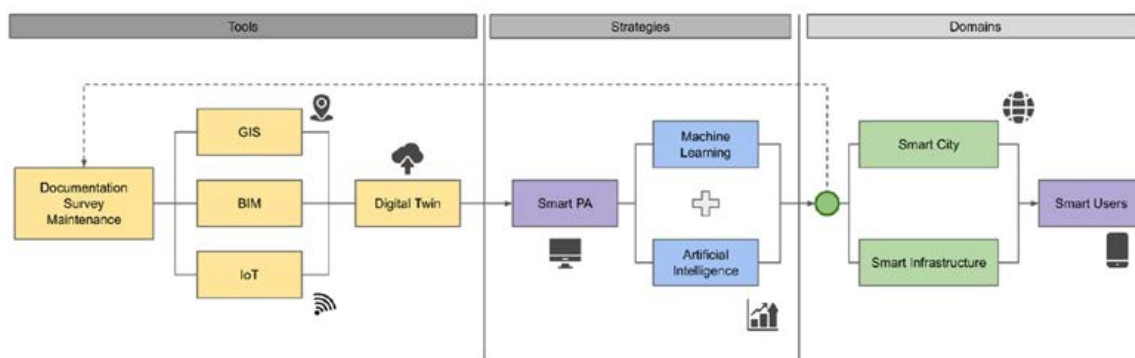 Tools
Strategies
Domains
GIS
Machine
Learning
Smart City
Documentation
Survey
Maintenance
BIM
Digital Twin
Smart PA
Smart Users
IoT
Artificial
Intelligence
Smart Infrastructure